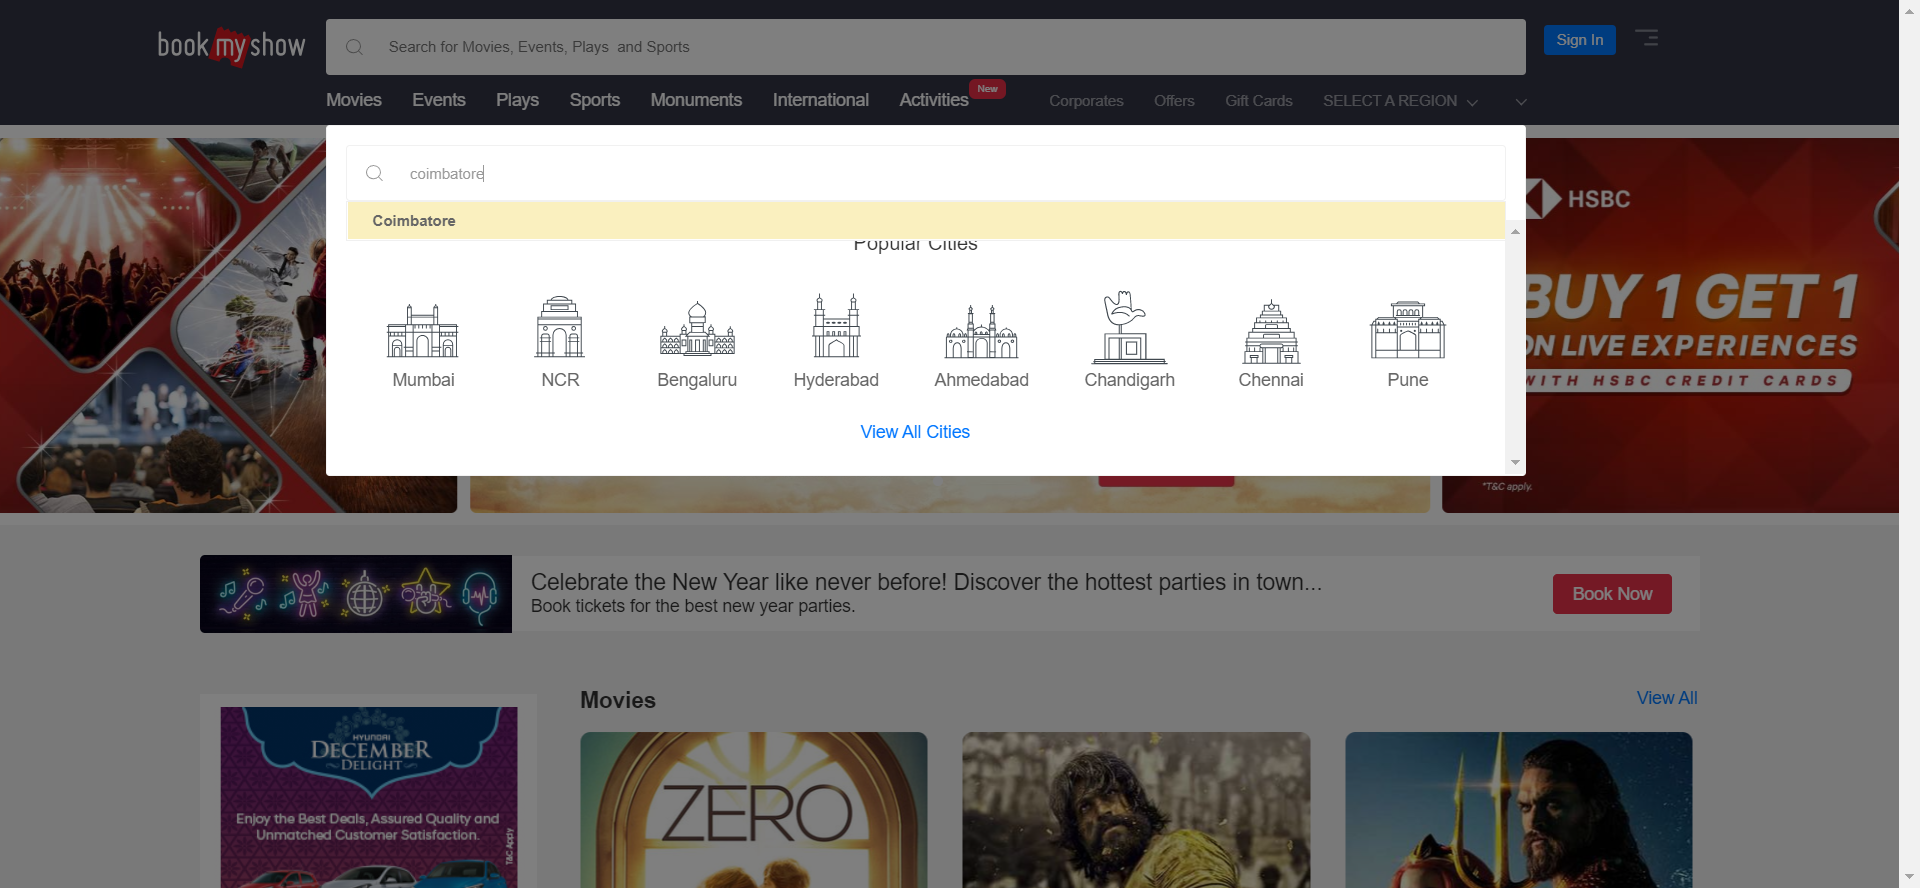 book my show
Search for Movies, Events, Plays and Sports
Sign In
Movies Events Plays Sports Monuments International Activities New Corporates Offers Gift Cards SELECT A REGION
coimbatore
Coimbatore
Popular Cities
Mumbai NCR Bengaluru Hyderabad Ahmedabad Chandigarh Chennai Pune
View All Cities
HSBC
BUY 1 GET 1
ON LIVE EXPERIENCES
WITH HSBC CREDIT CARDS
*T&C apply.
Celebrate the New Year like never before! Discover the hottest parties in town...
Book tickets for the best new year parties.
Book Now
Movies
View All
HYUNDAI
DECEMBER
DELIGHT
Enjoy the Best Deals, Assured Quality and
Unmatched Customer Satisfaction.
T&C Apply
ZERO